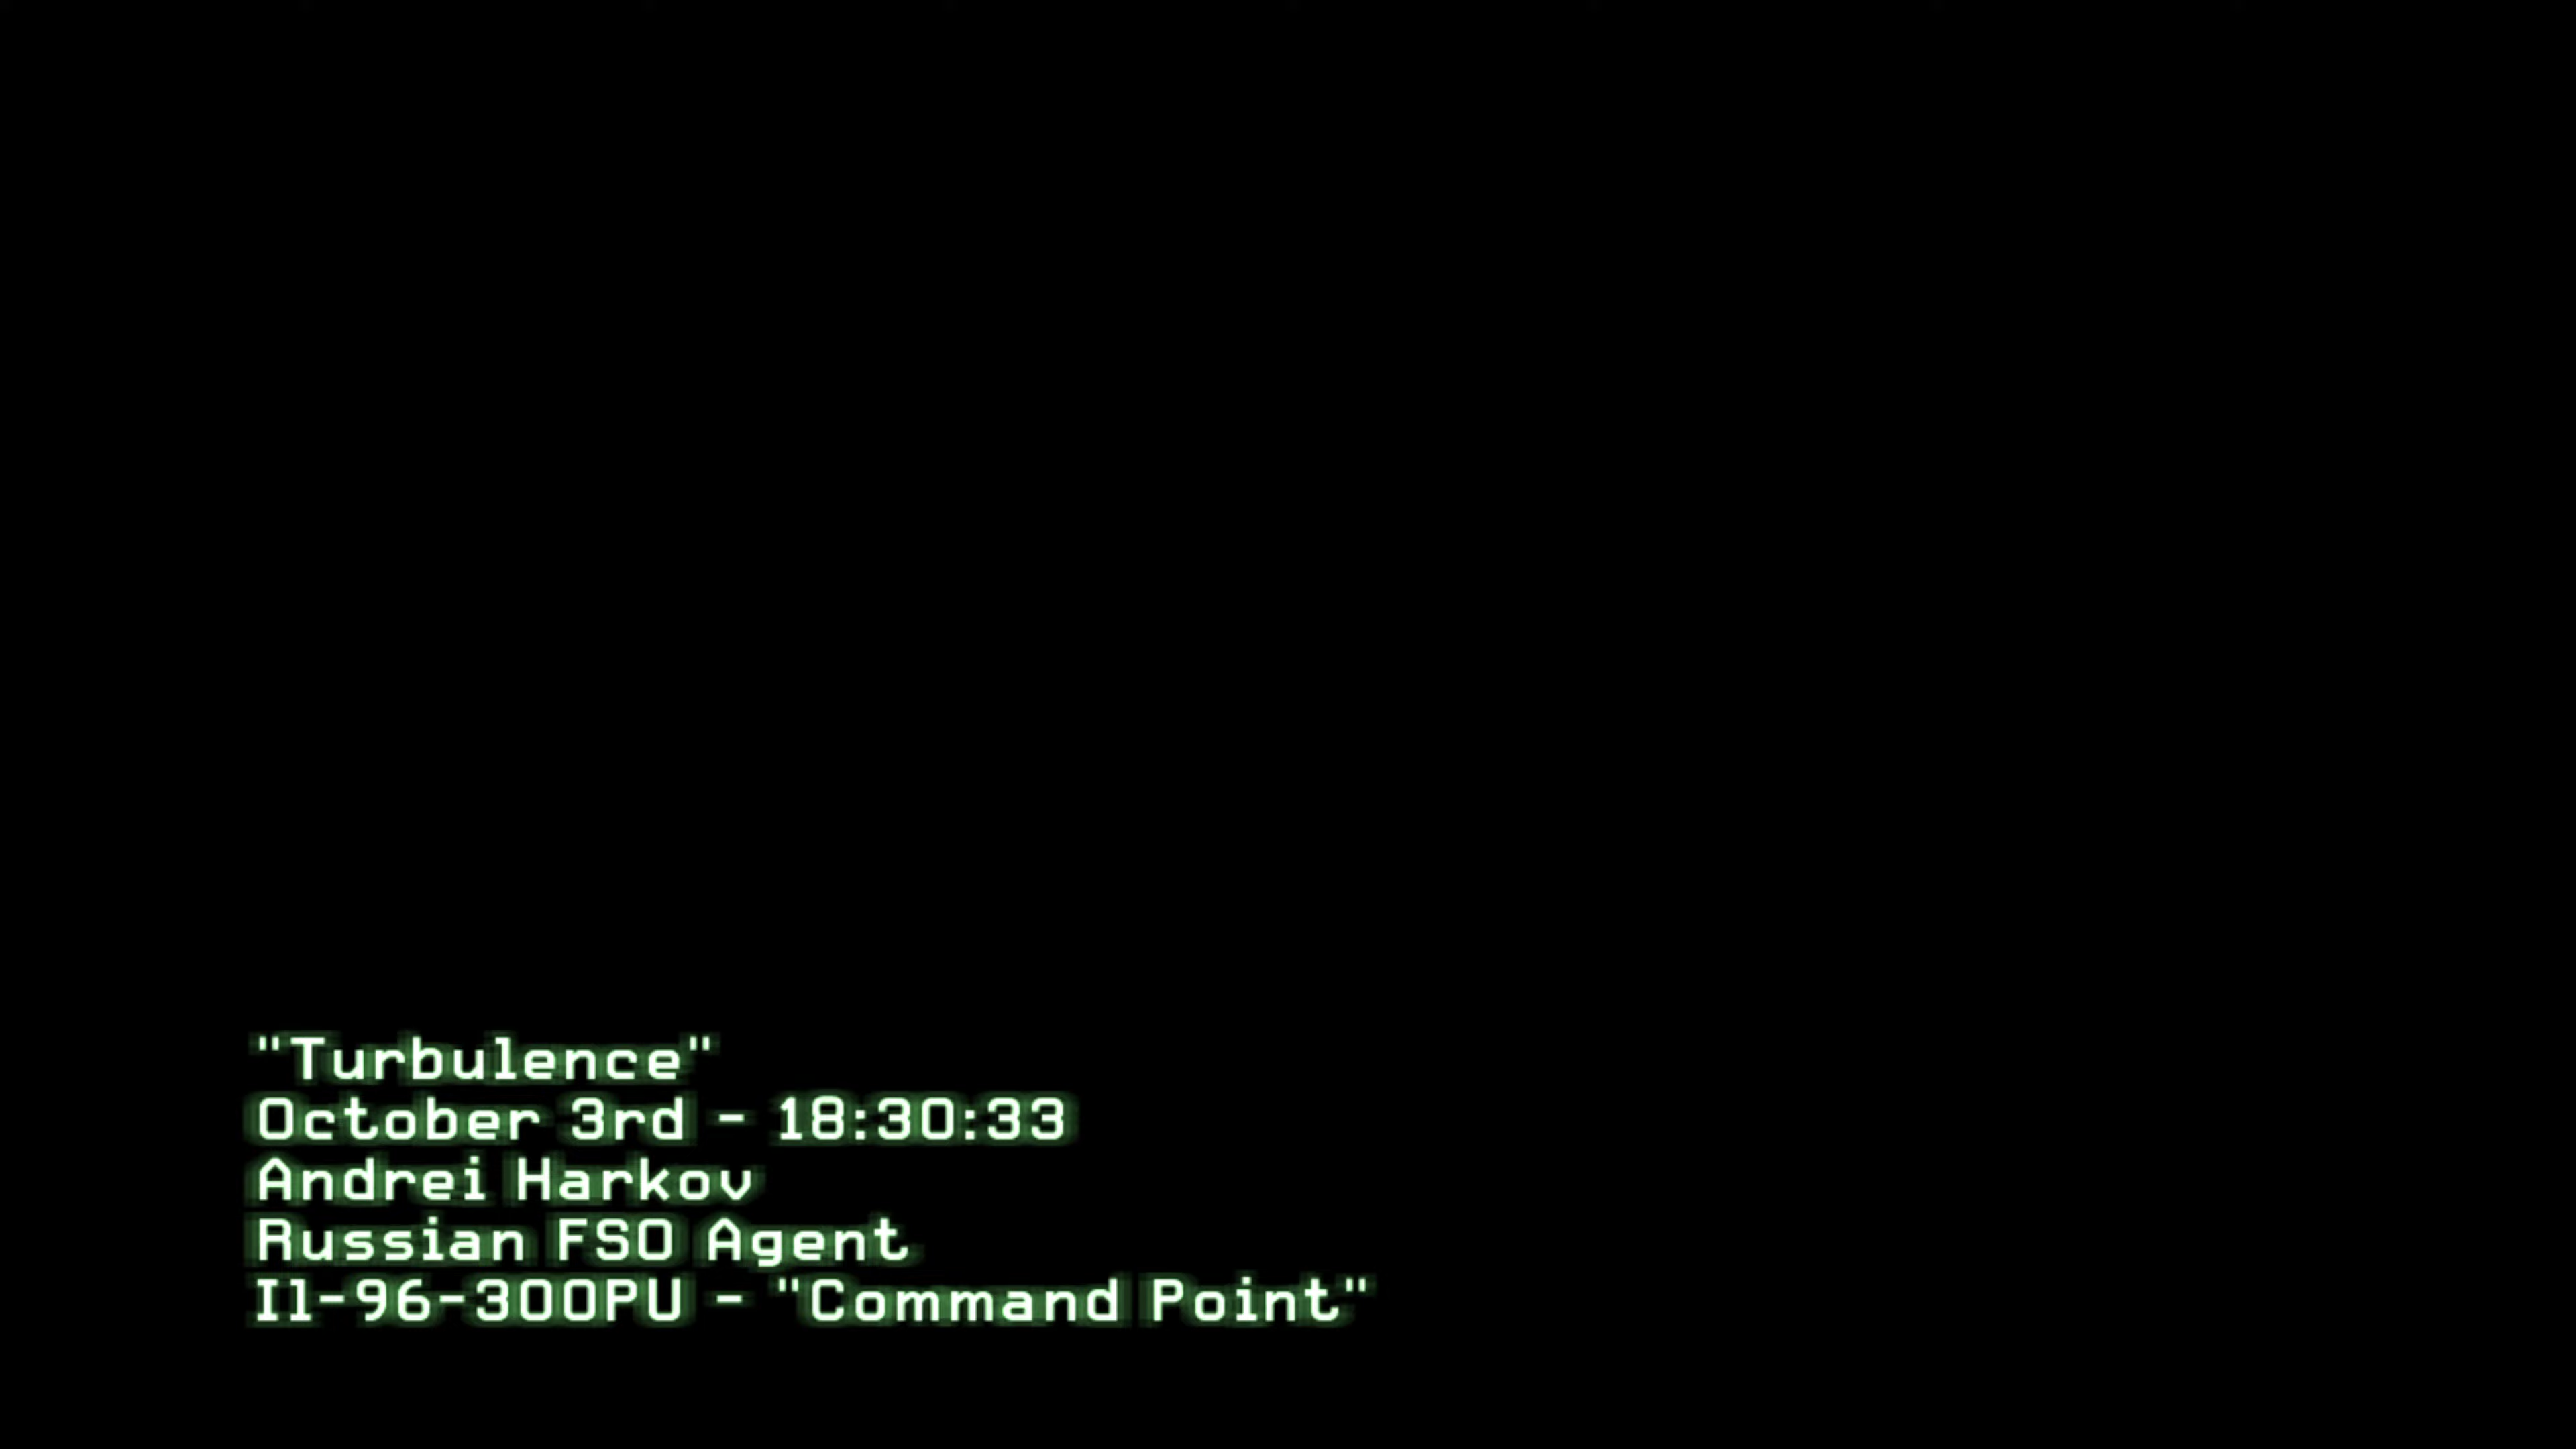 "Turbulence"
October 3rd - 18:30:33
Andrei Harkov
Russian FSO Agent
Il-96-300PU - "Command Point"